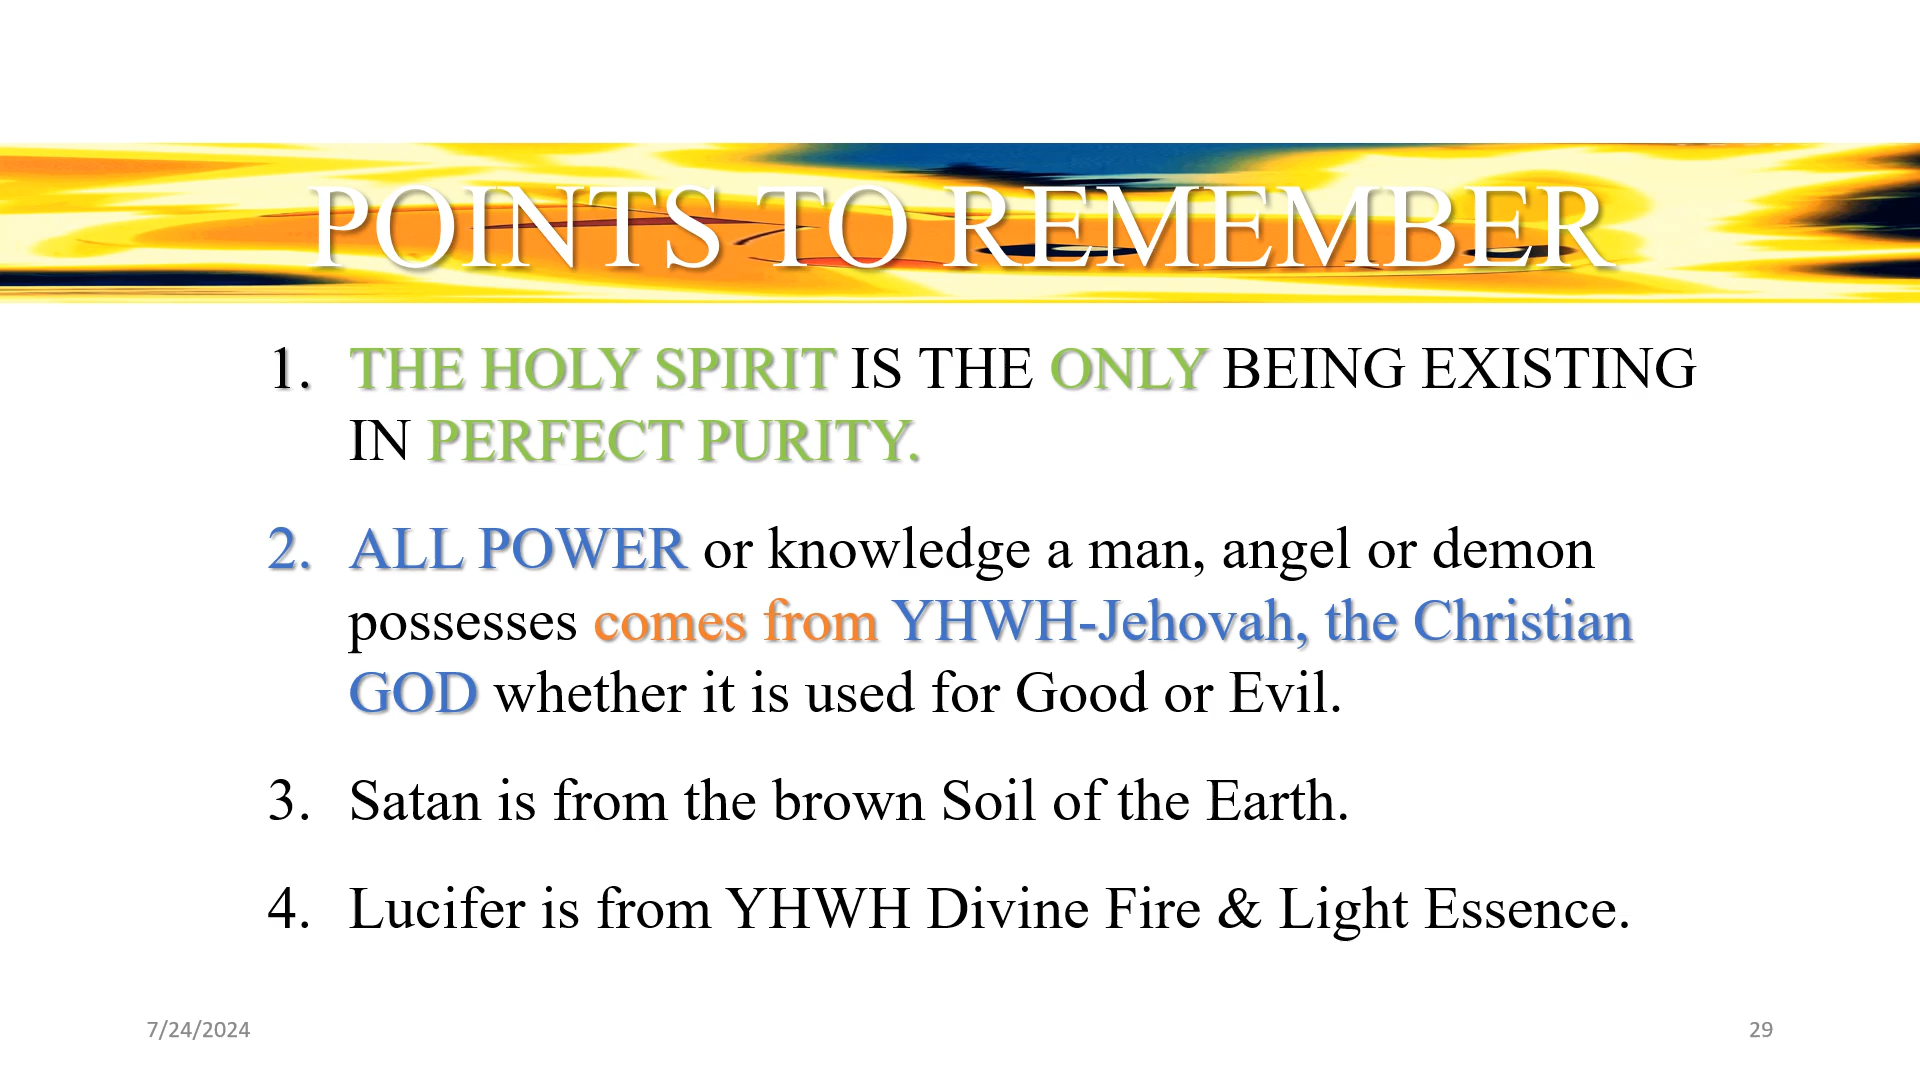 POINTS TO REMEMBER
1. THE HOLY SPIRIT IS THE ONLY BEING EXISTING
IN PERFECT PURITY.
2. ALL POWER or knowledge a man, angel or demon
possesses comes from YHWH-Jehovah, the Christian
GOD whether it is used for Good or Evil.
3. Satan is from the brown Soil of the Earth.
4. Lucifer is from YHWH Divine Fire & Light Essence.
7/24/2024
29